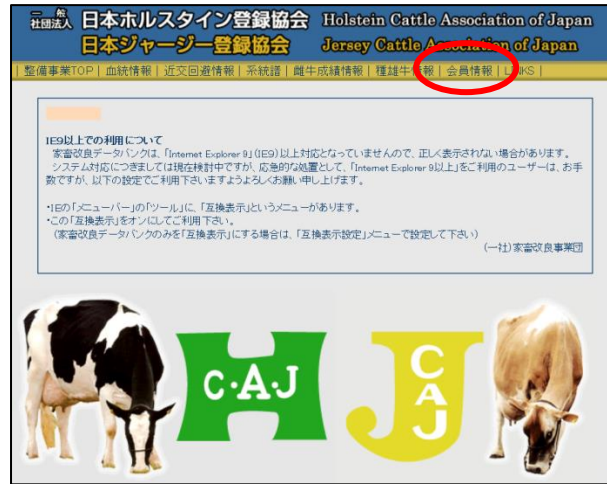 一般
社団法人 日本ホルスタイン登録協会 Holstein Cattle Association of Japan
日本ジャージー登録協会 Jersey Cattle Association of Japan
| 整備事業TOP | 血統情報 | 近交回避情報 | 系統譜 | 雌牛成績情報 | 種雄牛情報 | 会員情報 | LINKS |
IE9以上での利用について
家畜改良データバンクは、「Internet Explorer 9」(IE9)以上対応となっていませんので、正しく表示されない場合があります。
システム対応につきましては現在検討中ですが、応急的な処置として、「Internet Explorer 9以上」をご利用のユーザーは、お手
数ですが、以下の設定でご利用下さいますようよろしくお願い申し上げます。
・IEの「メニューバー」の「ツール」に、「互換表示」というメニューがあります。
・この「互換表示」をオンにしてご利用下さい。
(家畜改良データバンクのみを「互換表示」にする場合は、「互換表示設定」メニューで設定して下さい)
(一社)家畜改良事業団
C・A・J
C
A
J